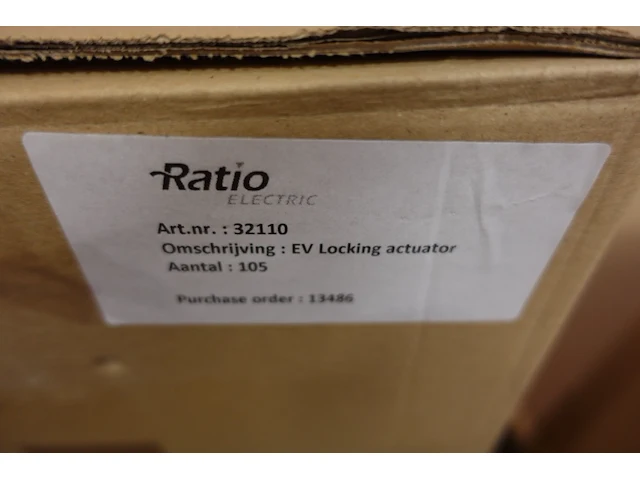 Ratio
ELECTRIC
Art.nr. : 32110
Omschrijving : EV Locking actuator
Aantal : 105
Purchase order : 13486